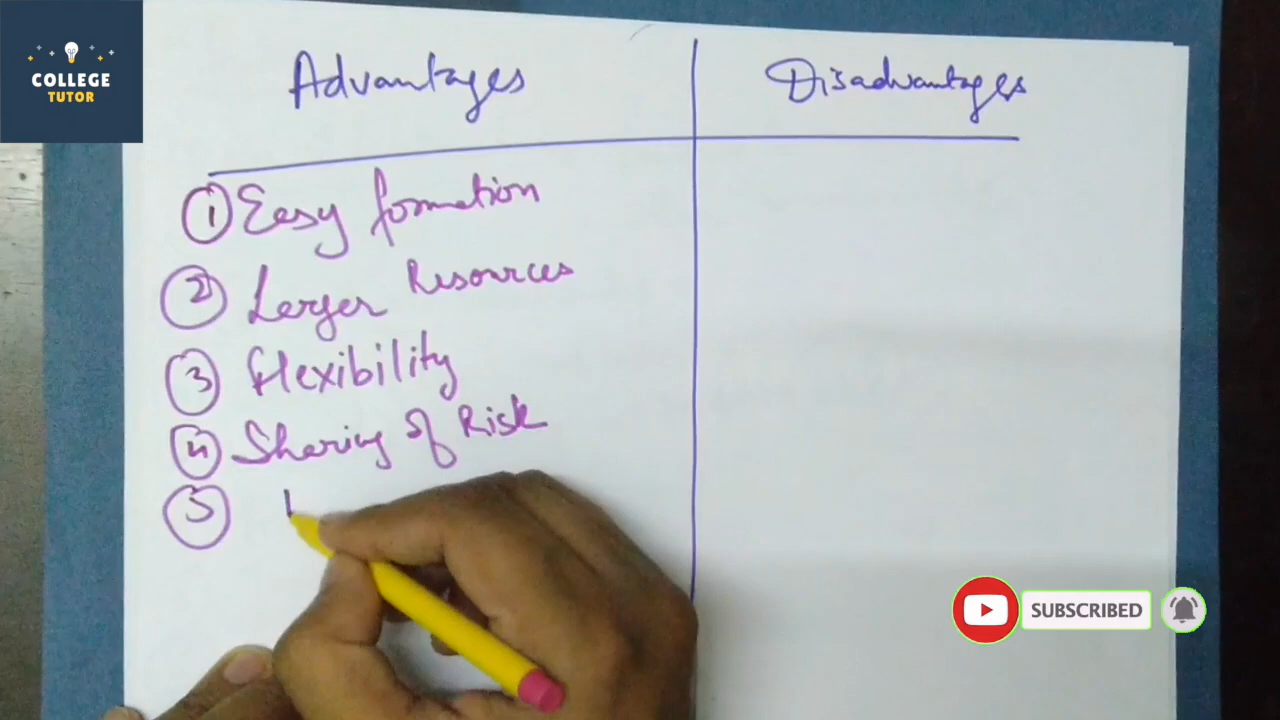 COLLEGE
TUTOR
Advantages
Disadvantages
① Easy formation
② Larger Resources
③ Flexibility
④ Sharing of Risk
⑤
SUBSCRIBED